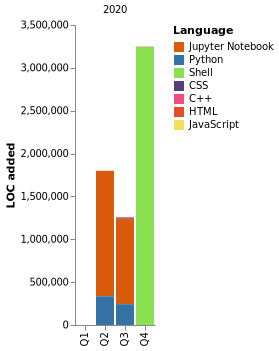 2020
LOC added
3,500,000
3,000,000
2,500,000
2,000,000
1,500,000
1,000,000
500,000
0
Q1
Q2
Q3
Q4
Language
Jupyter Notebook
Python
Shell
CSS
C++
HTML
JavaScript